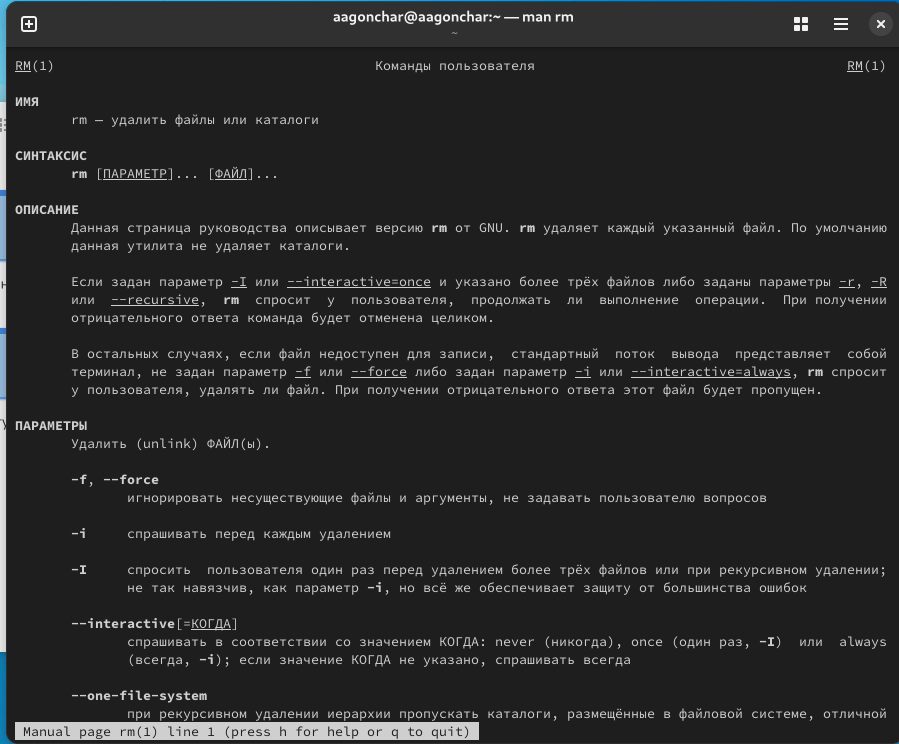 aagonchar@aagonchar:~ — man rm
~
RM(1) Команды пользователя RM(1)
ИМЯ
rm — удалить файлы или каталоги
СИНТАКСИС
rm [ПАРАМЕТР]... [ФАЙЛ]...
ОПИСАНИЕ
Данная страница руководства описывает версию rm от GNU. rm удаляет каждый указанный файл. По умолчанию
данная утилита не удаляет каталоги.
Если задан параметр -I или --interactive=once и указано более трёх файлов либо заданы параметры -r, -R
или --recursive, rm спросит у пользователя, продолжать ли выполнение операции. При получении
отрицательного ответа команда будет отменена целиком.
В остальных случаях, если файл недоступен для записи, стандартный поток вывода представляет собой
терминал, не задан параметр -f или --force либо задан параметр -i или --interactive=always, rm спросит
у пользователя, удалять ли файл. При получении отрицательного ответа этот файл будет пропущен.
ПАРАМЕТРЫ
Удалить (unlink) ФАЙЛ(ы).
-f, --force
игнорировать несуществующие файлы и аргументы, не задавать пользователю вопросов
-i спрашивать перед каждым удалением
-I спросить пользователя один раз перед удалением более трёх файлов или при рекурсивном удалении;
не так навязчив, как параметр -i, но всё же обеспечивает защиту от большинства ошибок
--interactive[=КОГДА]
спрашивать в соответствии со значением КОГДА: never (никогда), once (один раз, -I) или always
(всегда, -i); если значение КОГДА не указано, спрашивать всегда
--one-file-system
при рекурсивном удалении иерархии пропускать каталоги, размещённые в файловой системе, отличной
Manual page rm(1) line 1 (press h for help or q to quit)